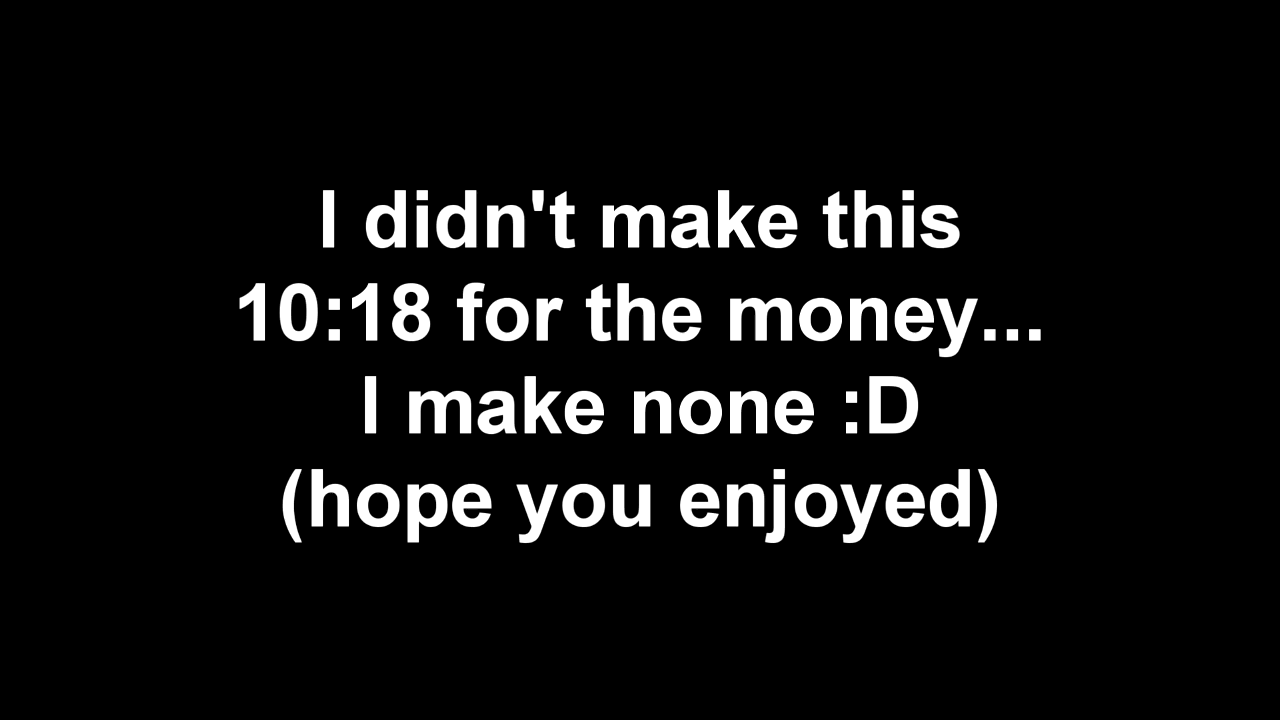 I didn't make this
10:18 for the money...
I make none :D
(hope you enjoyed)